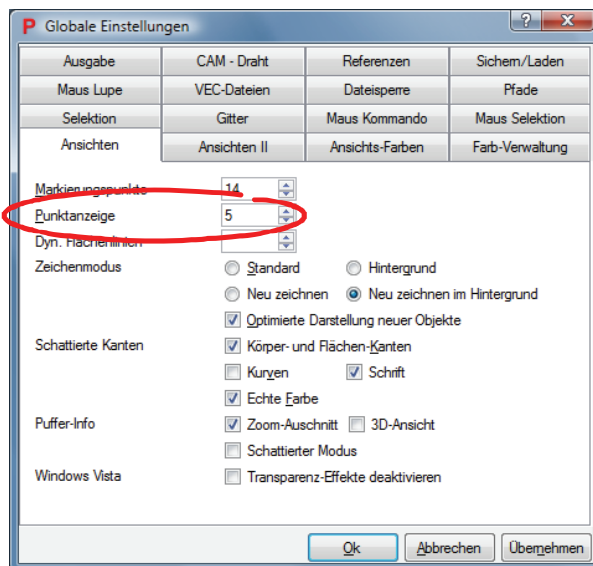 P Globale Einstellungen
Ausgabe CAM - Draht Referenzen Sichern/Laden
Maus Lupe VEC-Dateien Dateisperre Pfade
Selektion Gitter Maus Kommando Maus Selektion
Ansichten Ansichten II Ansichts-Farben Farb-Verwaltung
Markierungspunkte 14
Punktanzeige 5
Dyn. Flächenlinien
Zeichenmodus Standard Hintergrund
Neu zeichnen Neu zeichnen im Hintergrund
Optimierte Darstellung neuer Objekte
Schattierte Kanten Körper- und Flächen-Kanten
Kurven Schrift
Echte Farbe
Puffer-Info Zoom-Auschnitt 3D-Ansicht
Schattierter Modus
Windows Vista Transparenz-Effekte deaktivieren
Ok Abbrechen Übernehmen